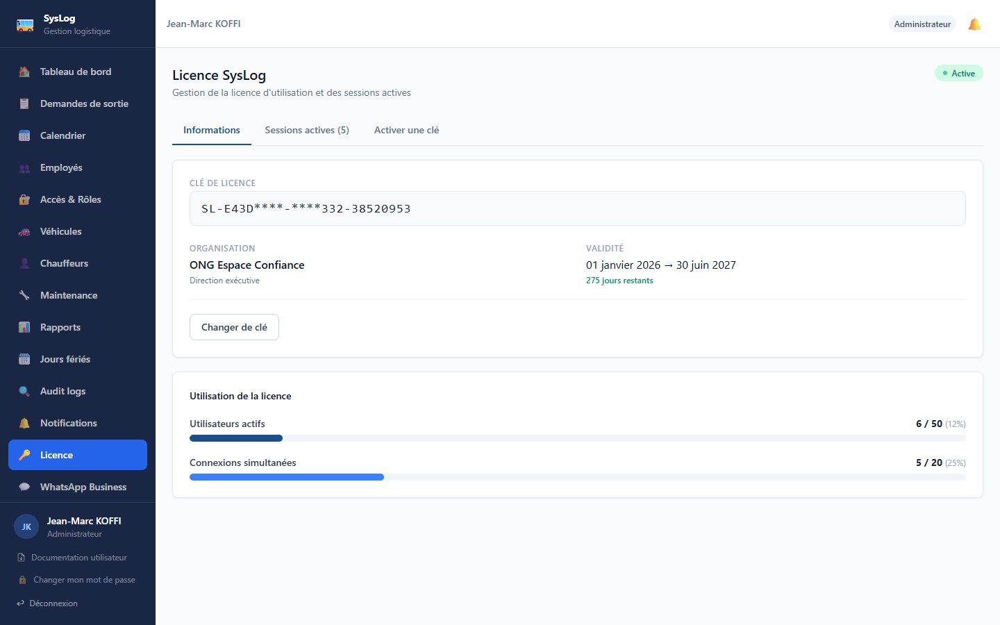 SysLog
Gestion logistique
Tableau de bord
Demandes de sortie
Calendrier
Employés
Accès & Rôles
Véhicules
Chauffeurs
Maintenance
Rapports
Jours fériés
Audit logs
Notifications
Licence
WhatsApp Business
JK
Jean-Marc KOFFI
Administrateur
Documentation utilisateur
Changer mon mot de passe
Déconnexion
Jean-Marc KOFFI
Administrateur
Licence SysLog
Active
Gestion de la licence d'utilisation et des sessions actives
Informations
Sessions actives (5)
Activer une clé
CLÉ DE LICENCE
SL-E43D****-****332-38520953
ORGANISATION
ONG Espace Confiance
Direction exécutive
VALIDITÉ
01 janvier 2026 → 30 juin 2027
275 jours restants
Changer de clé
Utilisation de la licence
Utilisateurs actifs
6 / 50 (12%)
Connexions simultanées
5 / 20 (25%)